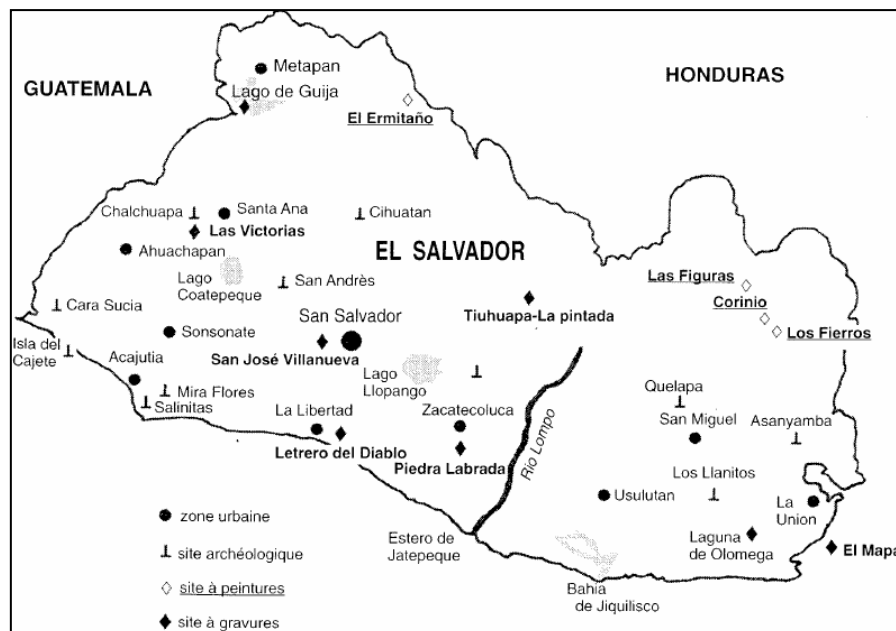 GUATEMALA
HONDURAS
Metapan
Lago de Guija
El Ermitaño
Chalchuapa
Santa Ana
Cihuatan
Las Victorias
Ahuachapan
EL SALVADOR
Lago
Coatepeque
San Andrès
Las Figuras
Corinio
Cara Sucia
Tiuhuapa-La pintada
Los Fierros
Isla del
Cajete
Sonsonate
San Salvador
San José Villanueva
Acajutia
Lago
Llopango
Mira Flores
Salinitas
Quelapa
La Libertad
Zacatecoluca
San Miguel
Asanyamba
Letrero del Diablo
Piedra Labrada
Rio Lompo
Los Llanitos
Usulutan
La
Union
Estero de
Jatepeque
Laguna
de Olomega
El Mapa
Bahia
de Jiquilisco
zone urbaine
site archéologique
site à peintures
site à gravures